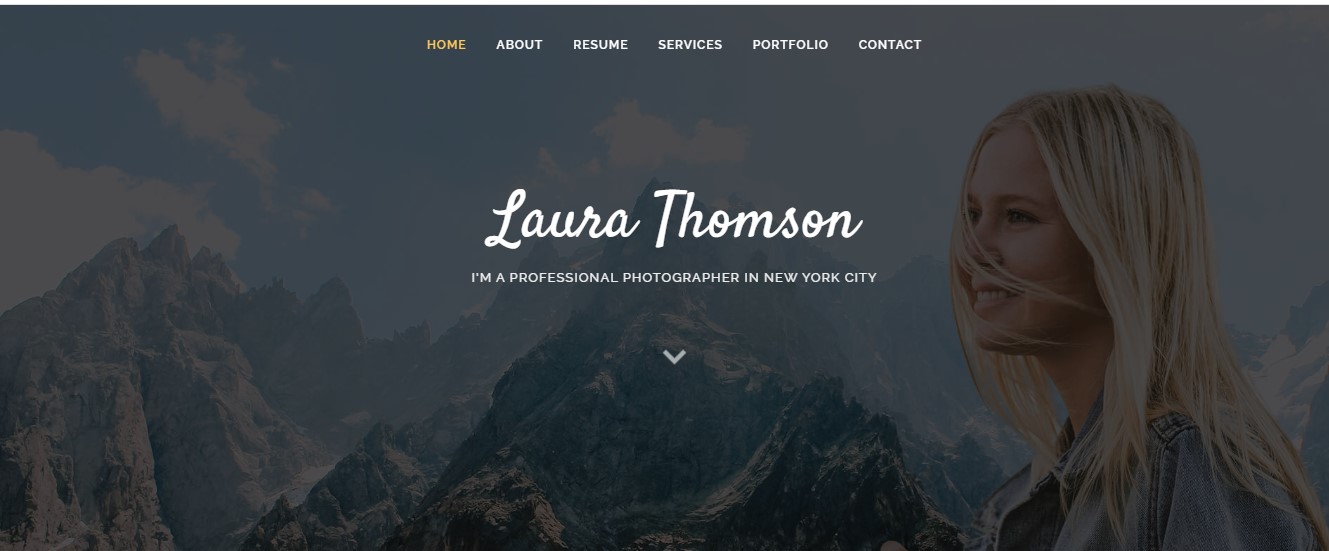 HOME ABOUT RESUME SERVICES PORTFOLIO CONTACT
Laura Thomson
I'M A PROFESSIONAL PHOTOGRAPHER IN NEW YORK CITY